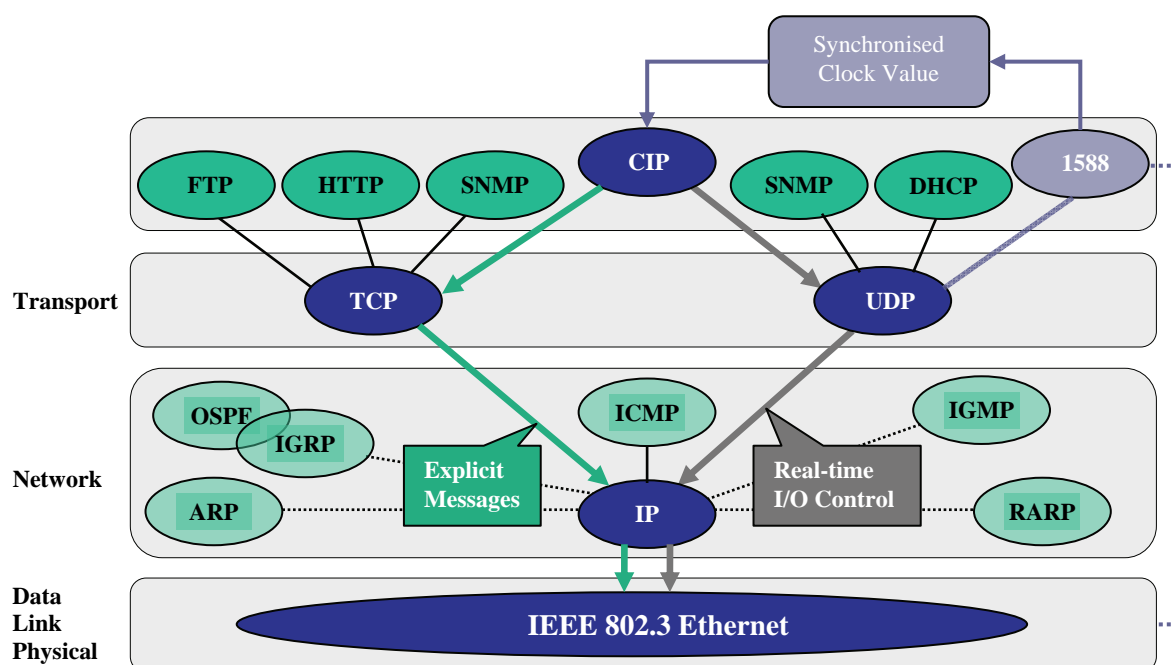 Synchronised
Clock Value
CIP
1588
FTP
HTTP
SNMP
SNMP
DHCP
Transport
TCP
UDP
OSPF
IGRP
ICMP
IGMP
Explicit
Messages
Real-time
I/O Control
Network
ARP
IP
RARP
Data
Link
Physical
IEEE 802.3 Ethernet